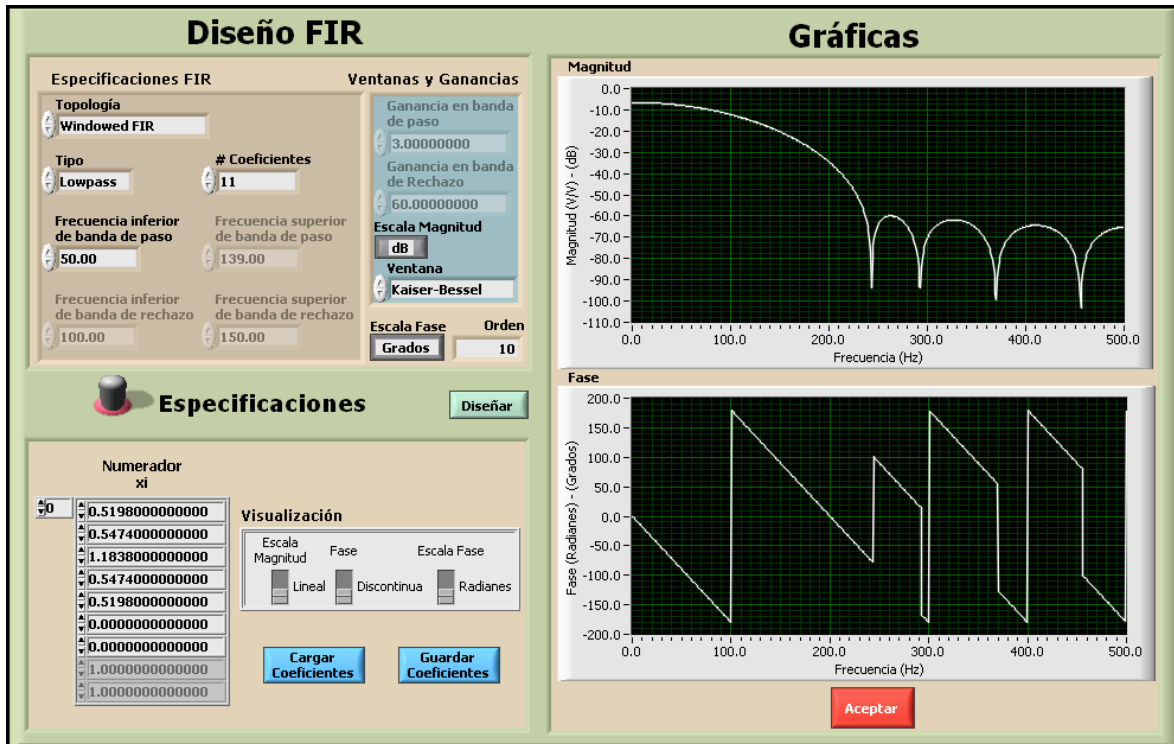 Diseño FIR
Especificaciones FIR
Ventanas y Ganancias
Topología
Windowed FIR
Tipo
# Coeficientes
Lowpass
11
Frecuencia inferior
de banda de paso
Frecuencia superior
de banda de paso
50.00
139.00
Frecuencia inferior
de banda de rechazo
Frecuencia superior
de banda de rechazo
100.00
150.00
Ganancia en banda
de paso
3.00000000
Ganancia en banda
de Rechazo
60.00000000
Escala Magnitud
dB
Ventana
Kaiser-Bessel
Escala Fase
Orden
Grados
10
Especificaciones
Diseñar
Numerador
xi
0
0.5198000000000
0.5474000000000
1.1838000000000
0.5474000000000
0.5198000000000
0.0000000000000
0.0000000000000
1.0000000000000
1.0000000000000
Visualización
Escala
Magnitud
Fase
Escala Fase
Lineal
Discontinua
Radianes
Cargar
Coeficientes
Guardar
Coeficientes
Gráficas
Magnitud
Magnitud (V/V) - (dB)
0.0
-10.0
-20.0
-30.0
-40.0
-50.0
-60.0
-70.0
-80.0
-90.0
-100.0
-110.0
0.0 100.0 200.0 300.0 400.0 500.0
Frecuencia (Hz)
Fase
Fase (Radianes) - (Grados)
200.0
150.0
100.0
50.0
0.0
-50.0
-100.0
-150.0
-200.0
0.0 100.0 200.0 300.0 400.0 500.0
Frecuencia (Hz)
Aceptar